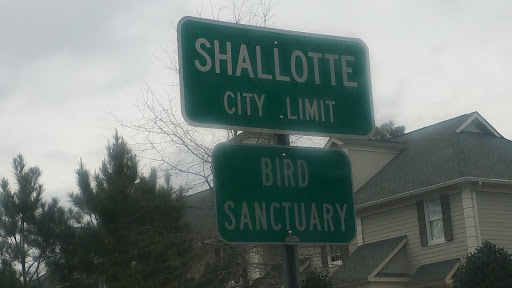 SHALLOTTE
CITY LIMIT
BIRD
SANCTUARY